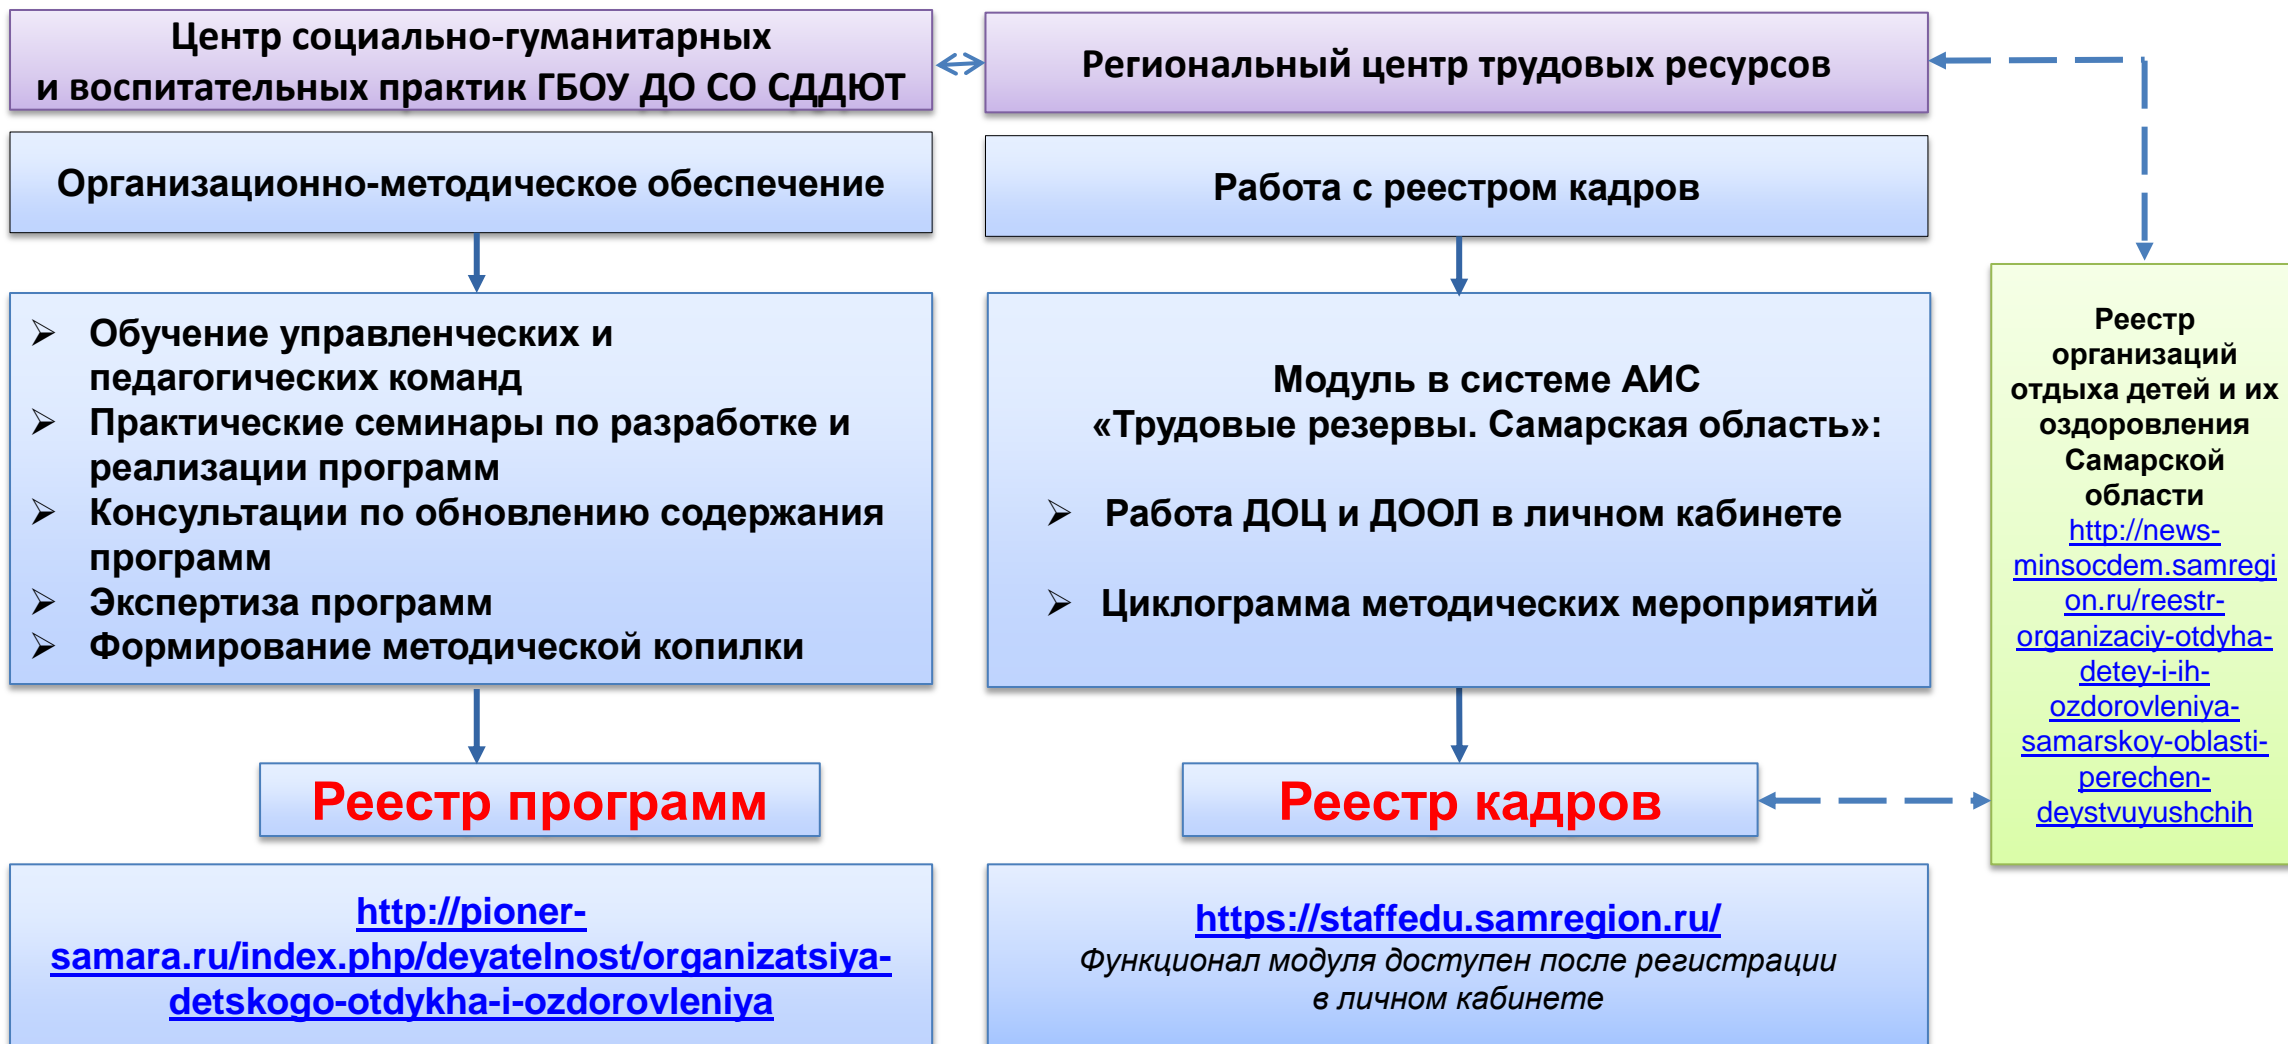 Центр социально-гуманитарных
и воспитательных практик ГБОУ ДО СО СДДЮТ
Региональный центр трудовых ресурсов
Организационно-методическое обеспечение
Работа с реестром кадров
➢ Обучение управленческих и
педагогических команд
➢ Практические семинары по разработке и
реализации программ
➢ Консультации по обновлению содержания
программ
➢ Экспертиза программ
➢ Формирование методической копилки
Модуль в системе АИС
«Трудовые резервы. Самарская область»:
➢ Работа ДОЦ и ДООЛ в личном кабинете
➢ Циклограмма методических мероприятий
Реестр
организаций
отдыха детей и их
оздоровления
Самарской
области
http://news-
minsocdem.samregi
on.ru/reestr-
organizaciy-otdyha-
detey-i-ih-
ozdorovleniya-
samarskoy-oblasti-
perechen-
deystvuyushchih
Реестр программ
Реестр кадров
http://pioner-
samara.ru/index.php/deyatelnost/organizatsiya-
detskogo-otdykha-i-ozdorovleniya
https://staffedu.samregion.ru/
Функционал модуля доступен после регистрации
в личном кабинете